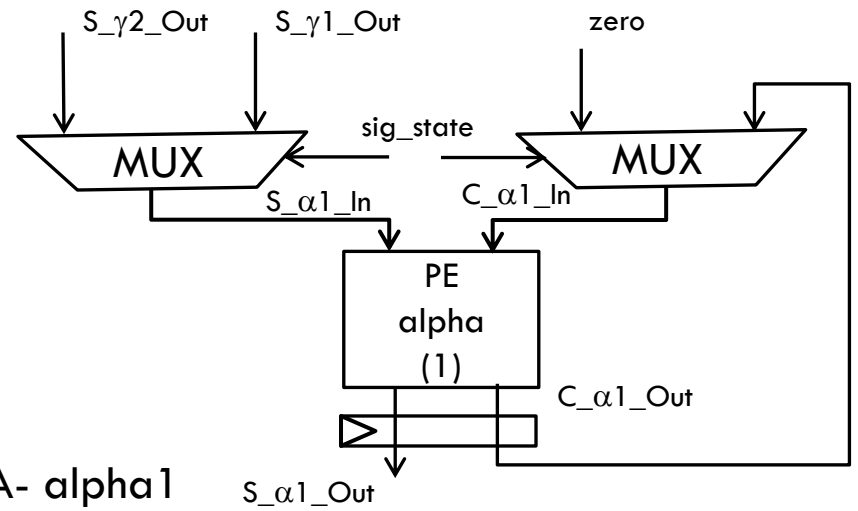 S_γ2_Out S_γ1_Out zero
sig_state
MUX MUX
S_α1_In C_α1_In
PE
alpha
(1)
C_α1_Out
A- alpha1
S_α1_Out